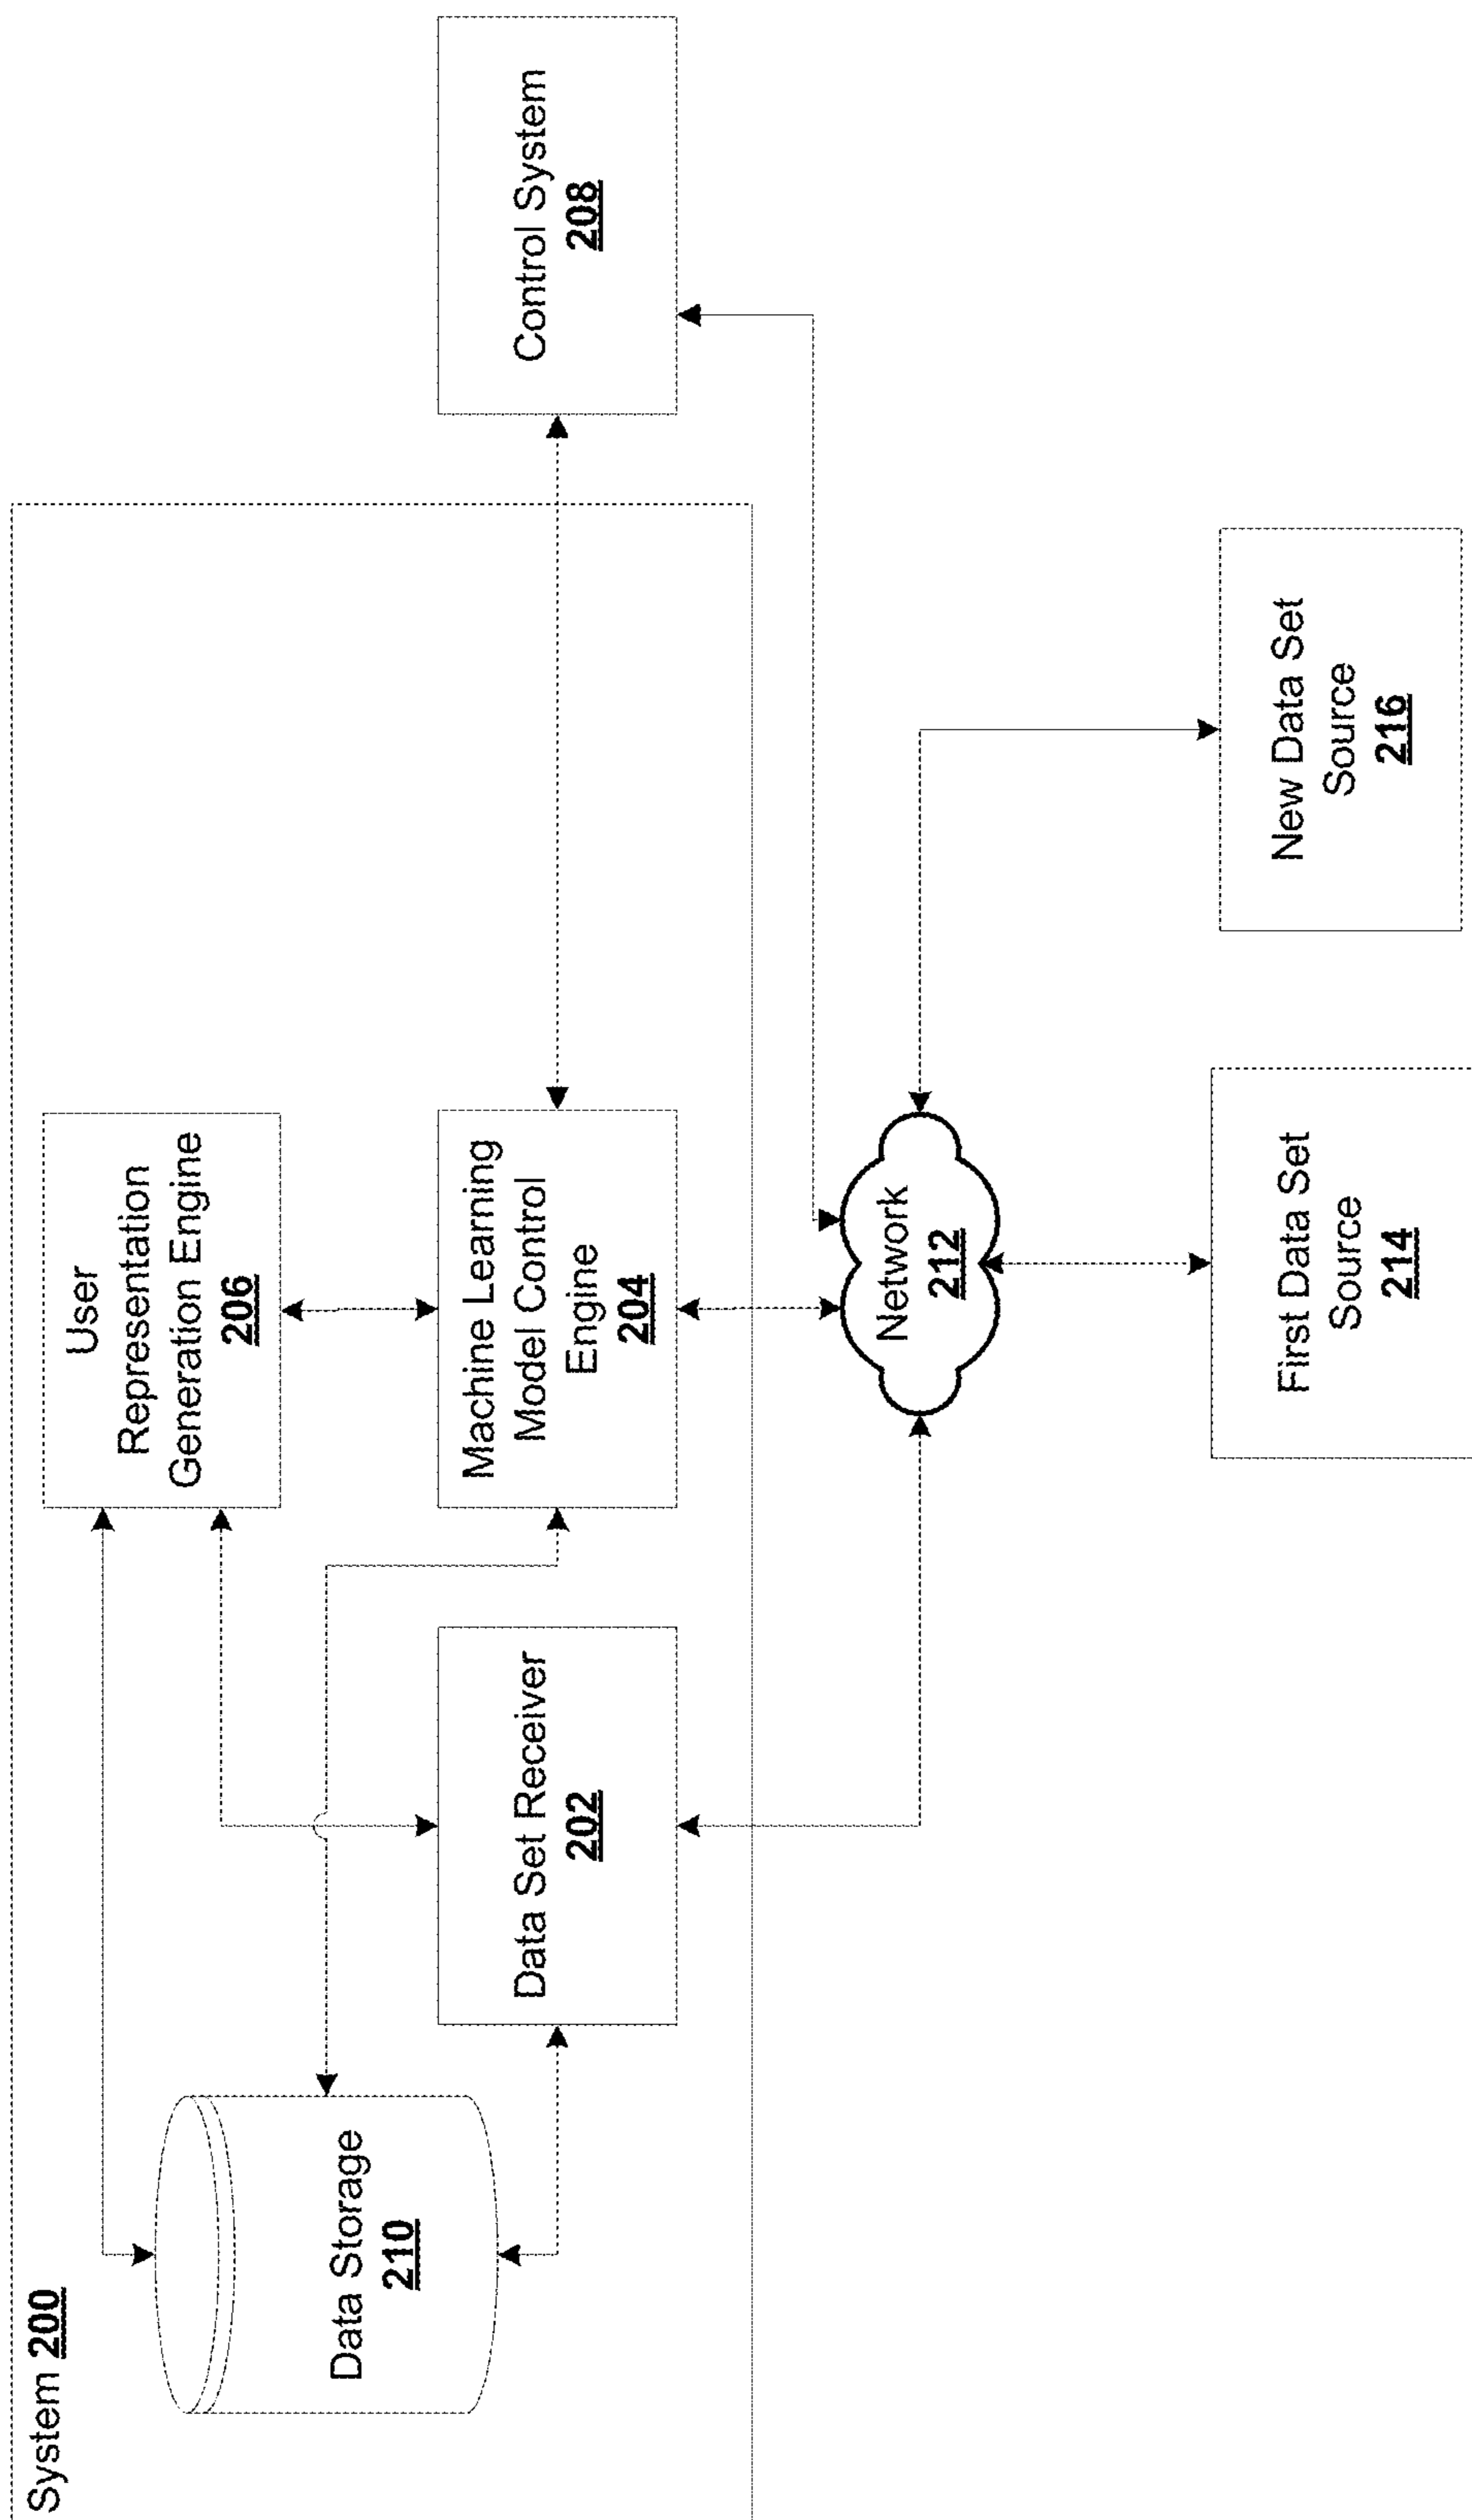 System 200
Data Storage
210
User
Representation
Generation Engine
206
Data Set Receiver
202
Machine Learning
Model Control
Engine
204
Control System
208
Network
212
First Data Set
Source
214
New Data Set
Source
216